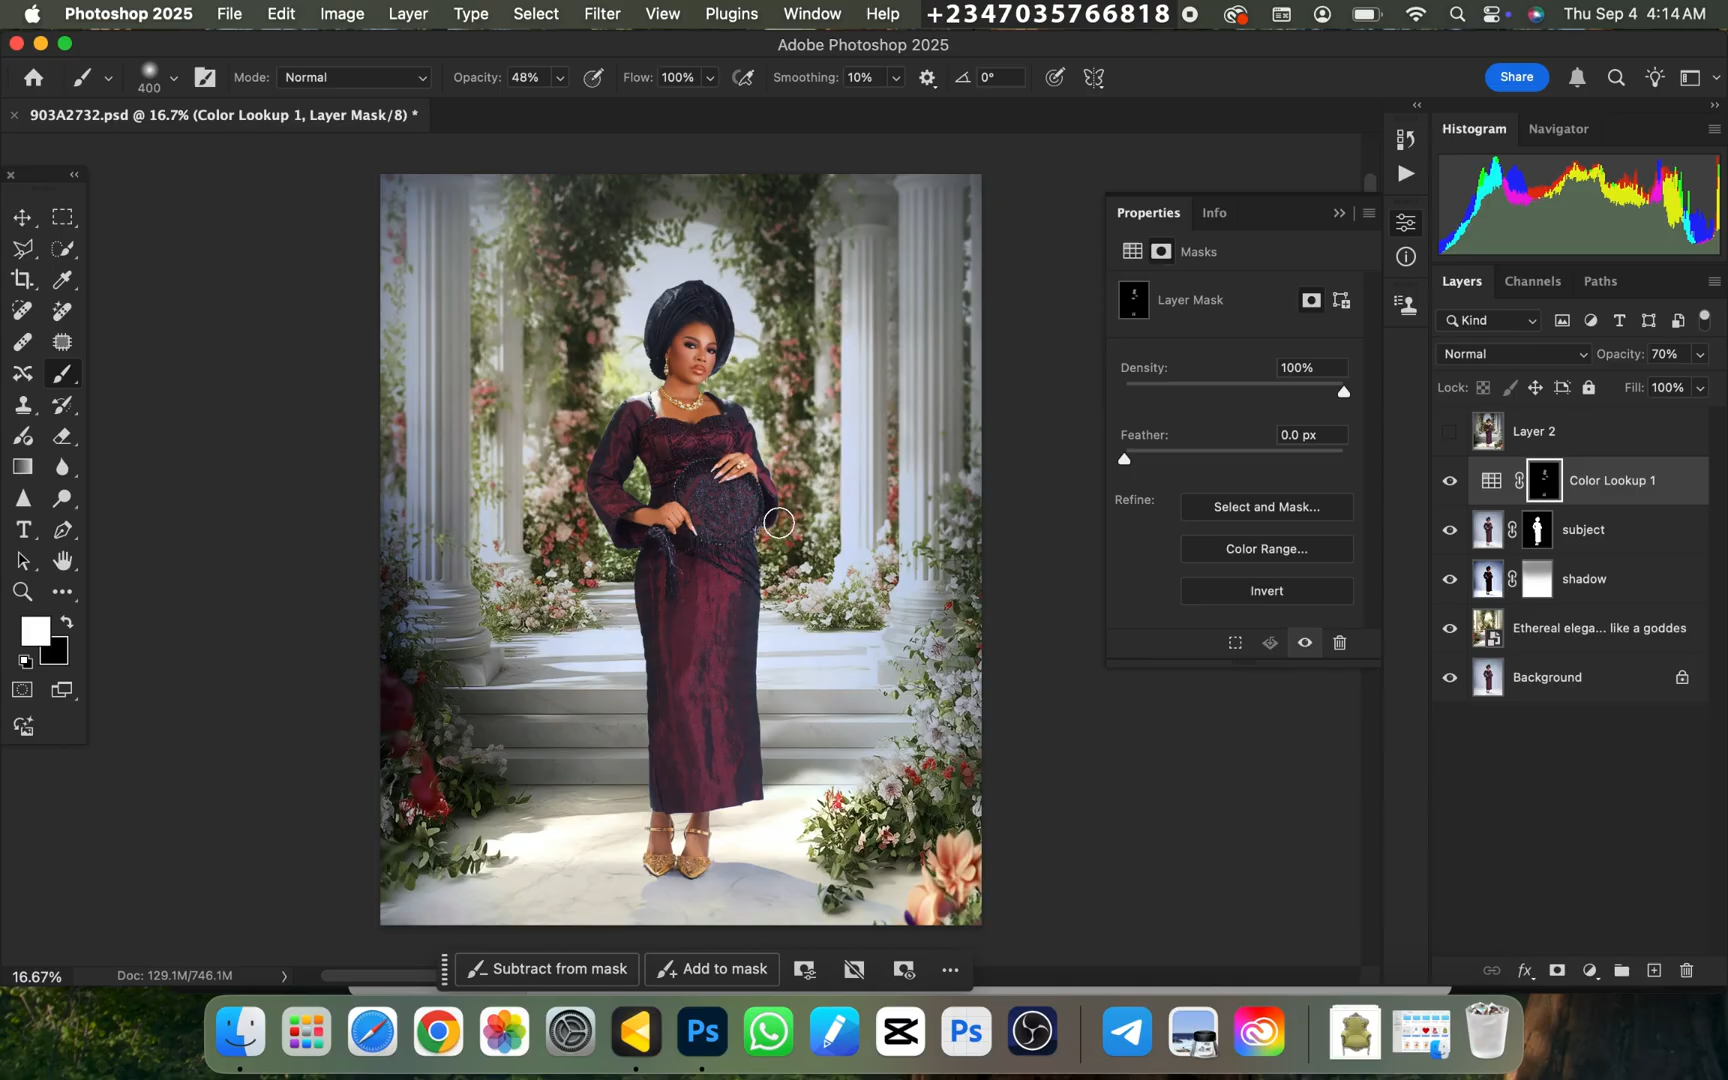 Photoshop 2025 File Edit Image Layer Type Select Filter View Plugins Window Help +2347035766818 Thu Sep 4 4:14 AM
Adobe Photoshop 2025
400 Mode: Normal Opacity: 48% Flow: 100% Smoothing: 10% 0° Share
× 903A2732.psd @ 16.7% (Color Lookup 1, Layer Mask/8) *
Histogram Navigator
Properties Info
Masks
Layer Mask
Density: 100%
Feather: 0.0 px
Refine: Select and Mask...
Color Range...
Invert
Layers Channels Paths
Kind
Normal Opacity: 70%
Lock: Fill: 100%
Layer 2
Color Lookup 1
subject
shadow
Ethereal elega... like a goddes
Background
16.67% Doc: 129.1M/746.1M
Subtract from mask Add to mask
Ps Ps